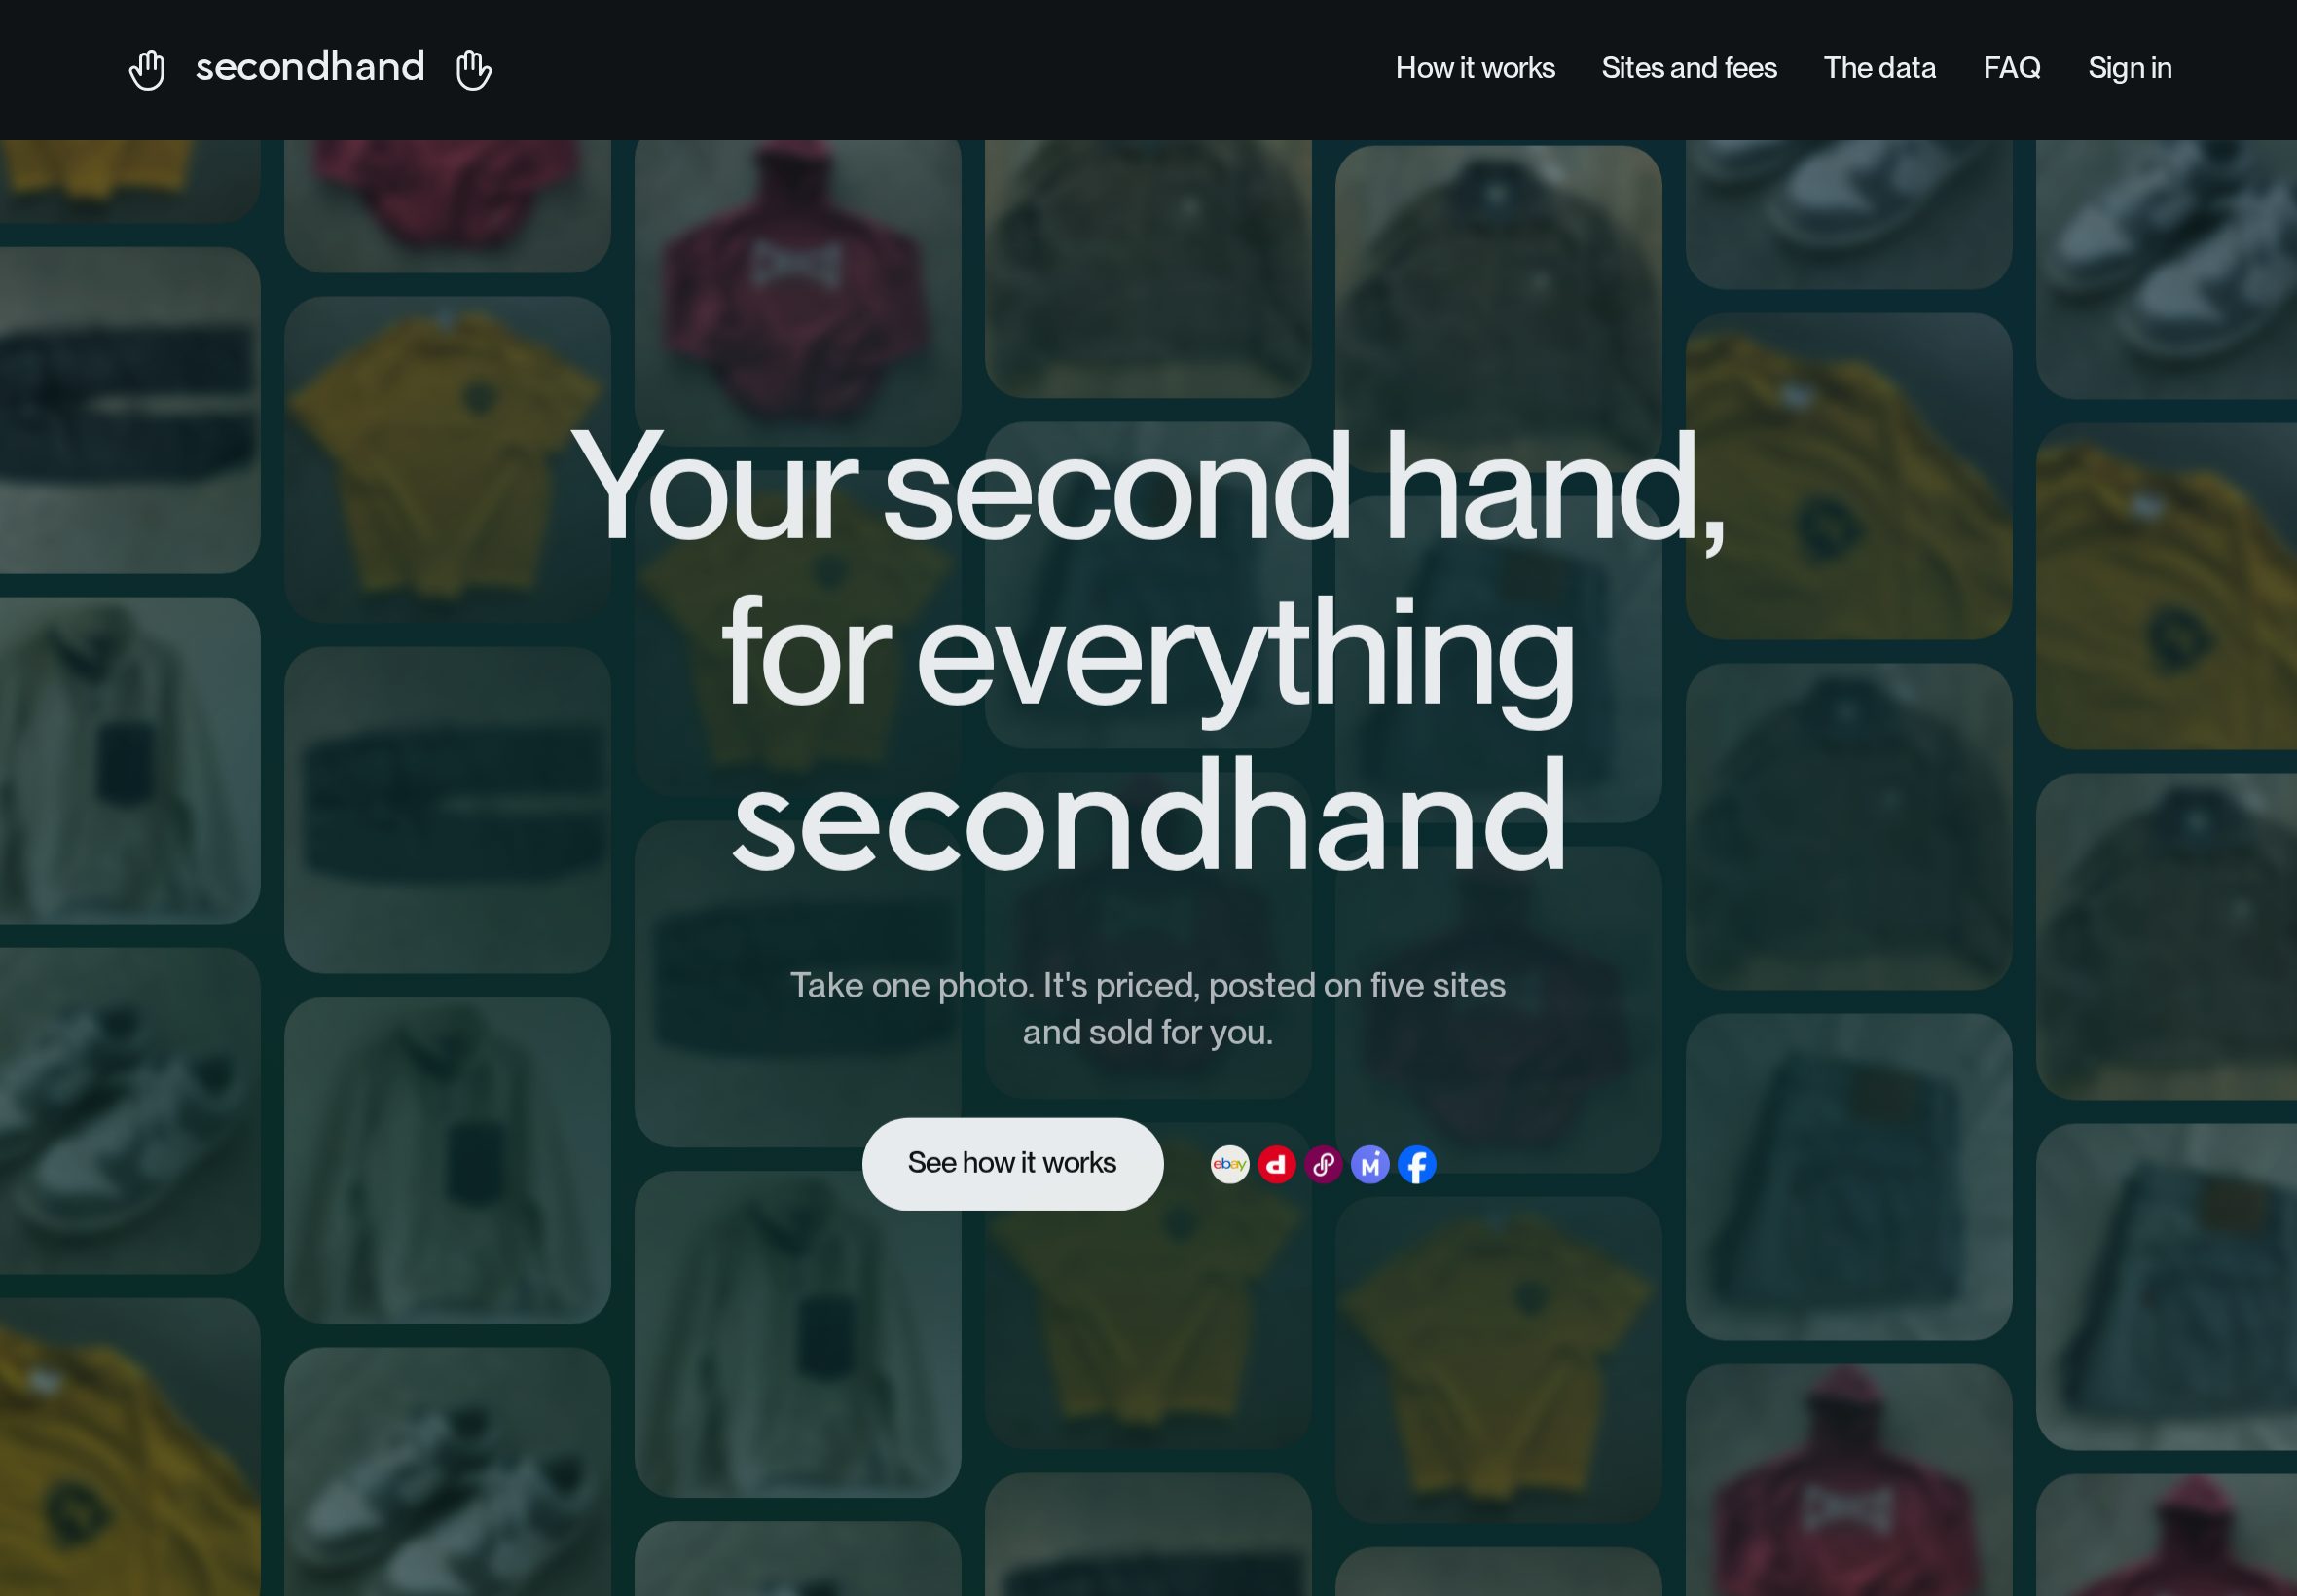 secondhand
How it works
Sites and fees
The data
FAQ
Sign in
Your second hand,
for everything
secondhand
Take one photo. It's priced, posted on five sites
and sold for you.
See how it works
ebay